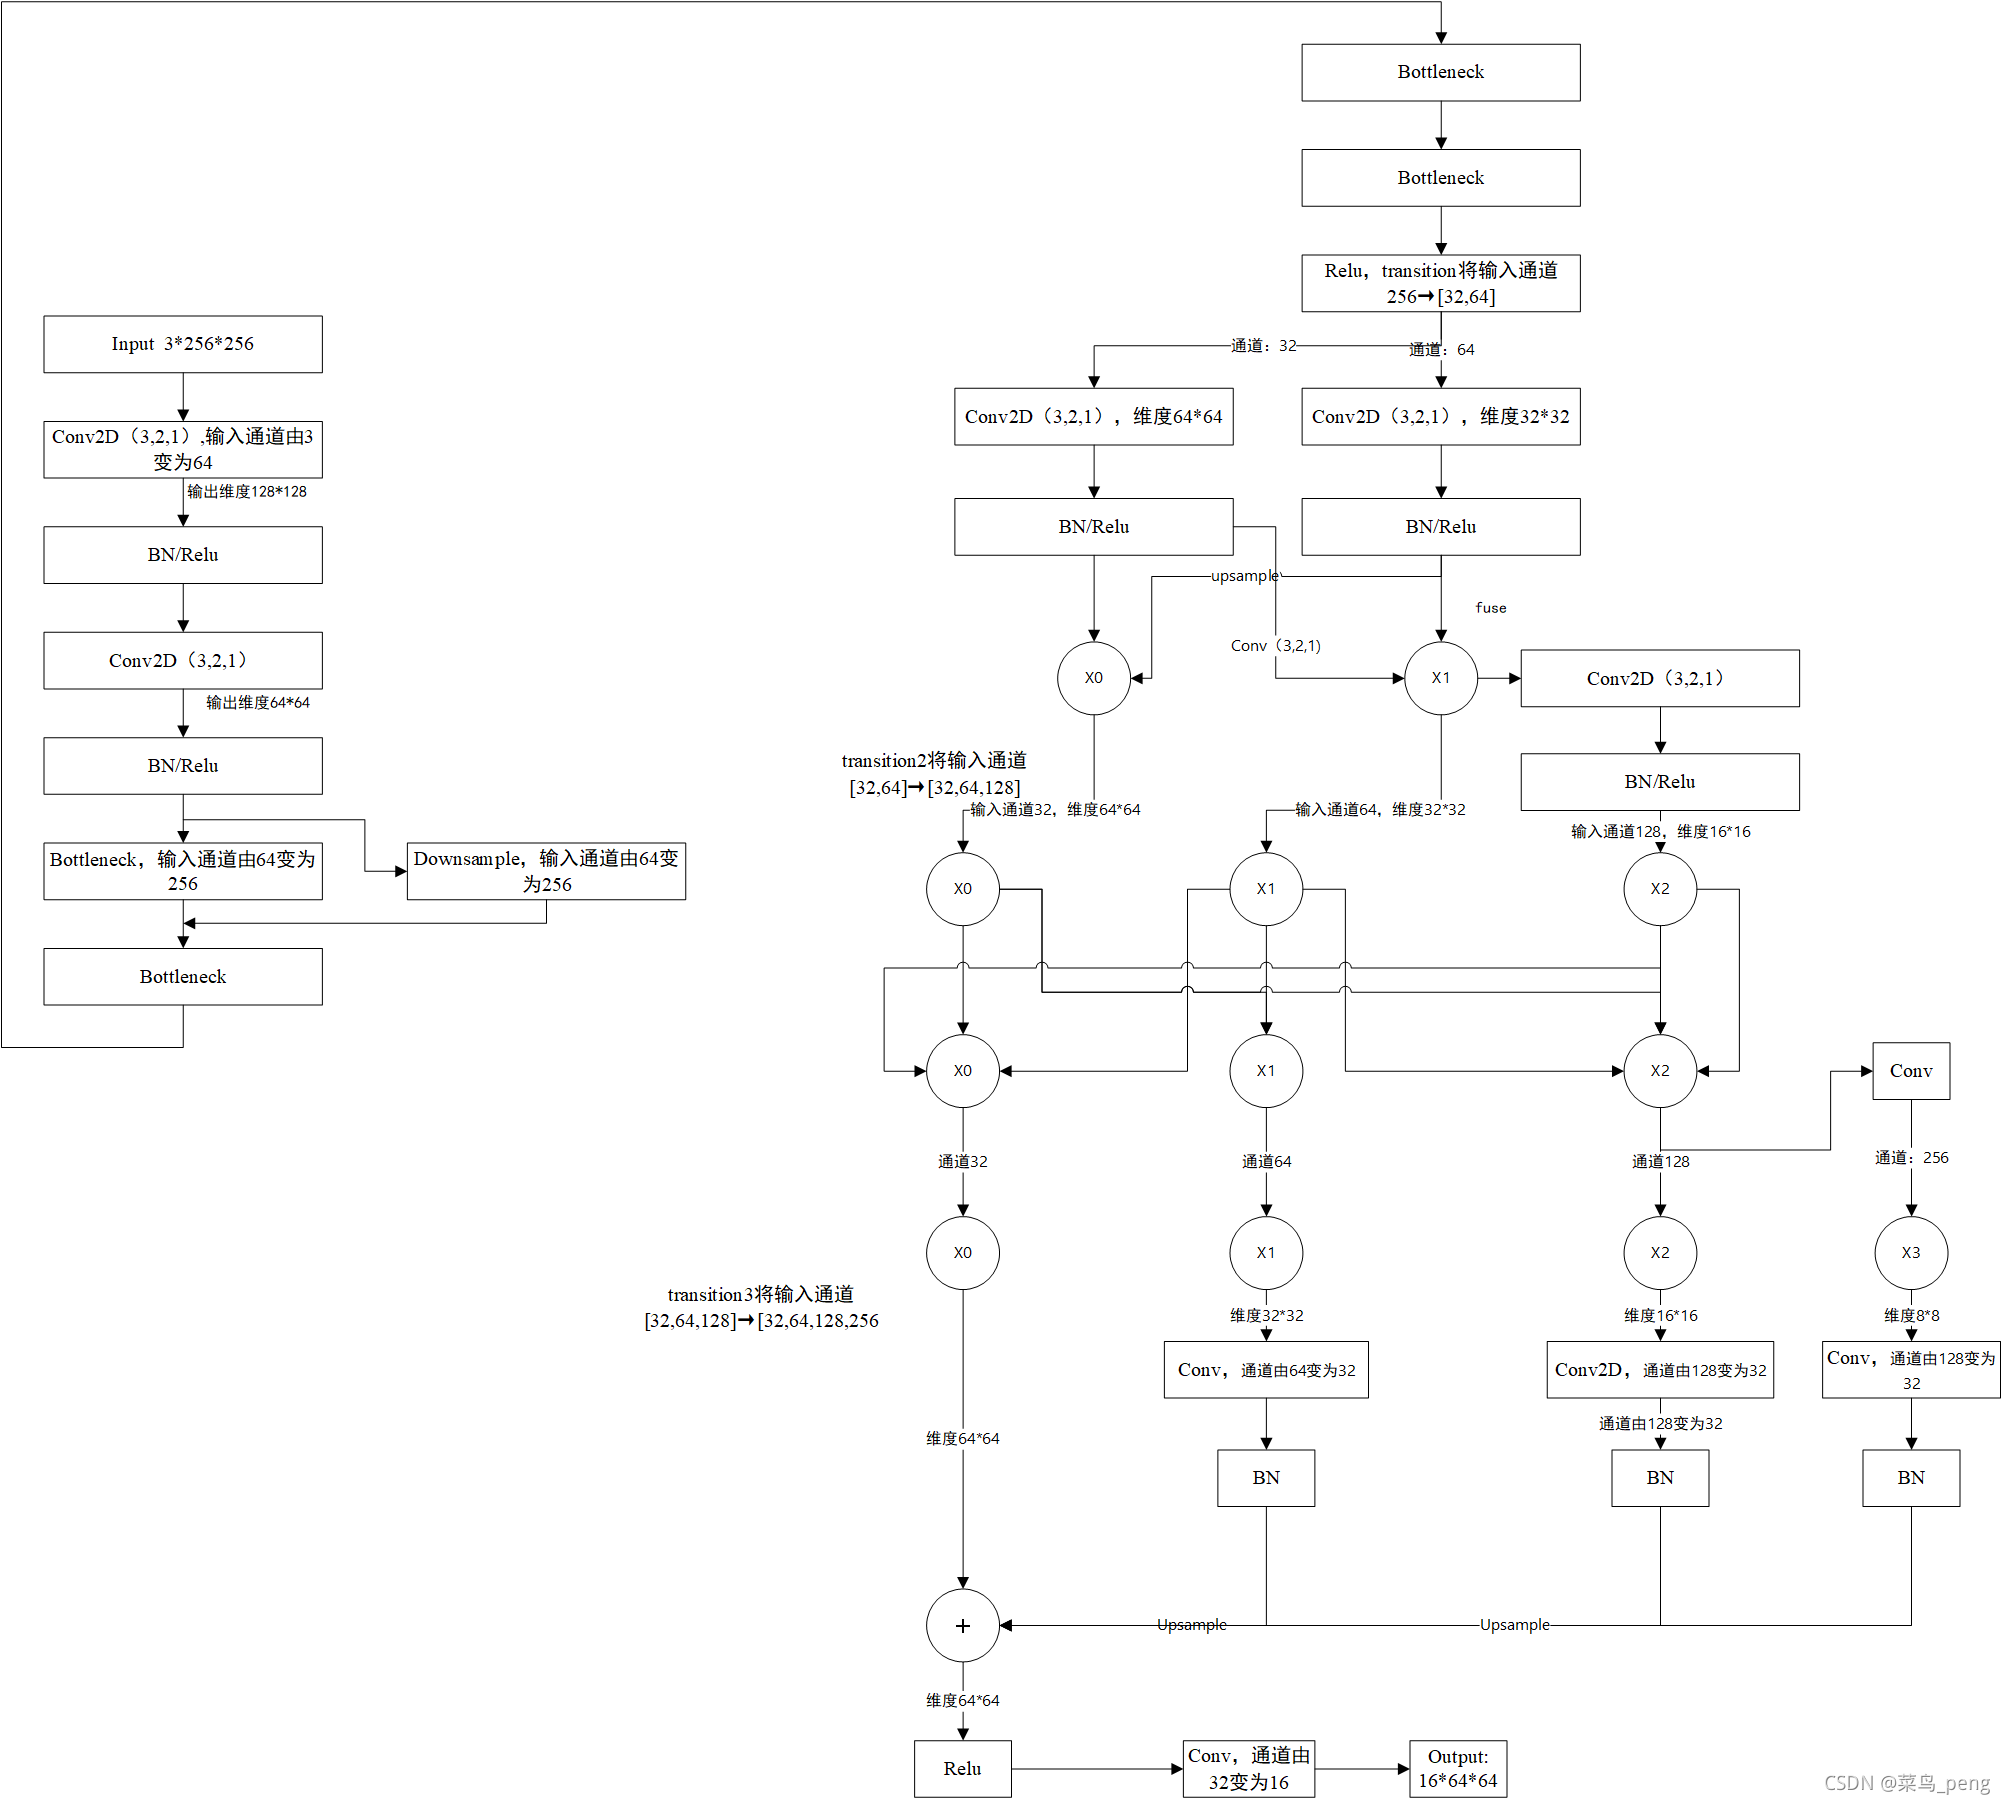 Input 3*256*256
Conv2D（3,2,1）,输入通道由3
变为64
输出维度128*128
BN/Relu
Conv2D（3,2,1）
输出维度64*64
BN/Relu
Bottleneck，输入通道由64变为
256
Downsample，输入通道由64变
为256
Bottleneck
Bottleneck
Bottleneck
Relu，transition将输入通道
256→[32,64]
通道：32
通道：64
Conv2D（3,2,1），维度64*64
Conv2D（3,2,1），维度32*32
BN/Relu
BN/Relu
upsample
fuse
Conv（3,2,1)
X0
X1
Conv2D（3,2,1）
BN/Relu
transition2将输入通道
[32,64]→[32,64,128]
输入通道32，维度64*64
输入通道64，维度32*32
输入通道128，维度16*16
X0
X1
X2
X0
X1
X2
Conv
通道32
通道64
通道128
通道：256
X0
X1
X2
X3
transition3将输入通道
[32,64,128]→[32,64,128,256
维度32*32
维度16*16
维度8*8
Conv，通道由64变为32
Conv2D，通道由128变为32
Conv，通道由128变为
32
通道由128变为32
维度64*64
BN
BN
BN
+
Upsample
Upsample
维度64*64
Relu
Conv，通道由
32变为16
Output:
16*64*64
CSDN @菜鸟_peng